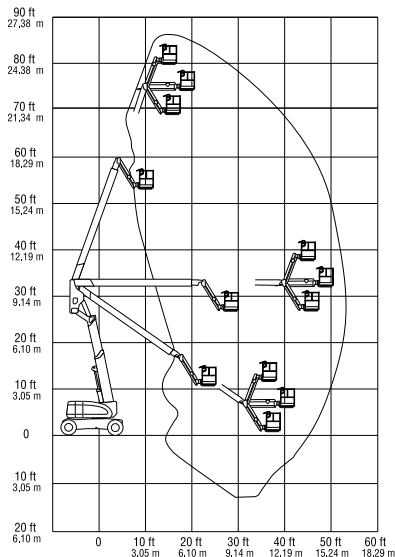 90 ft
27,38 m
80 ft
24,38 m
70 ft
21,34 m
60 ft
18,29 m
50 ft
15,24 m
40 ft
12,19 m
30 ft
9.14 m
20 ft
6,10 m
10 ft
3.05 m
0
10 ft
3,05 m
20 ft
6,10 m
0 10 ft 20 ft 30 ft 40 ft 50 ft 60 ft
3.05 m 6,10 m 9.14 m 12.19 m 15.24 m 18.29 m